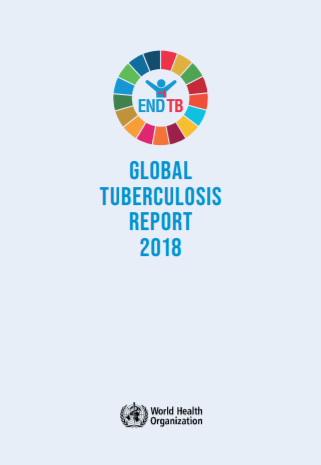 END TB
GLOBAL
TUBERCULOSIS
REPORT
2018
World Health
Organization